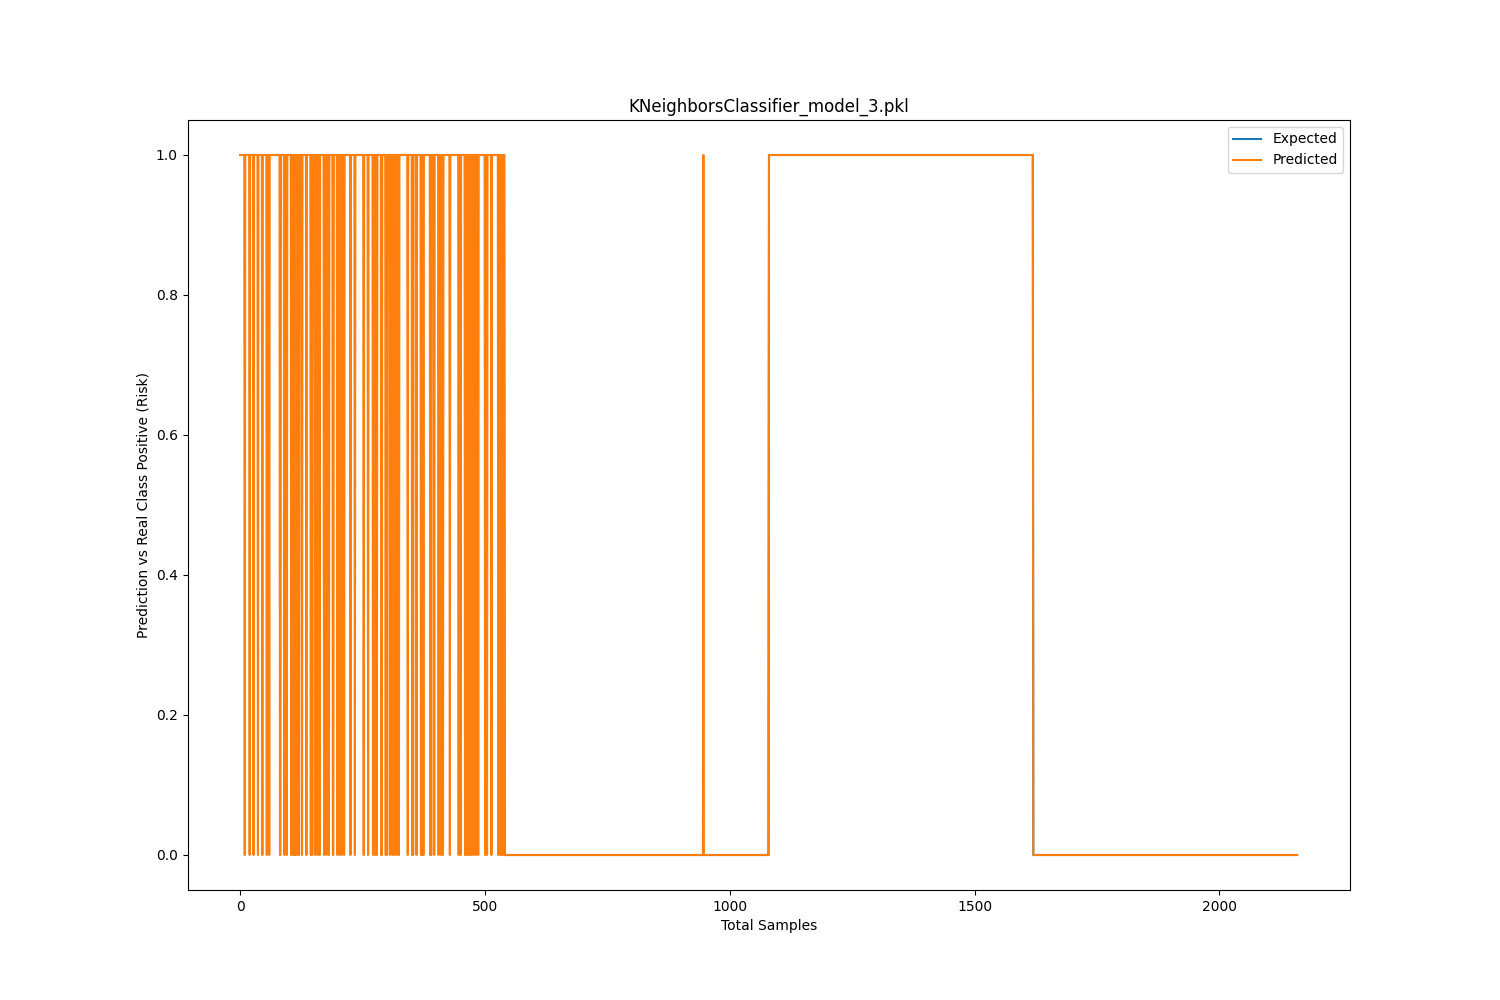 KNeighborsClassifier_model_3.pkl
Expected
Predicted
1.0
0.8
0.6
0.4
0.2
0.0
Prediction vs Real Class Positive (Risk)
0
500
1000
1500
2000
Total Samples